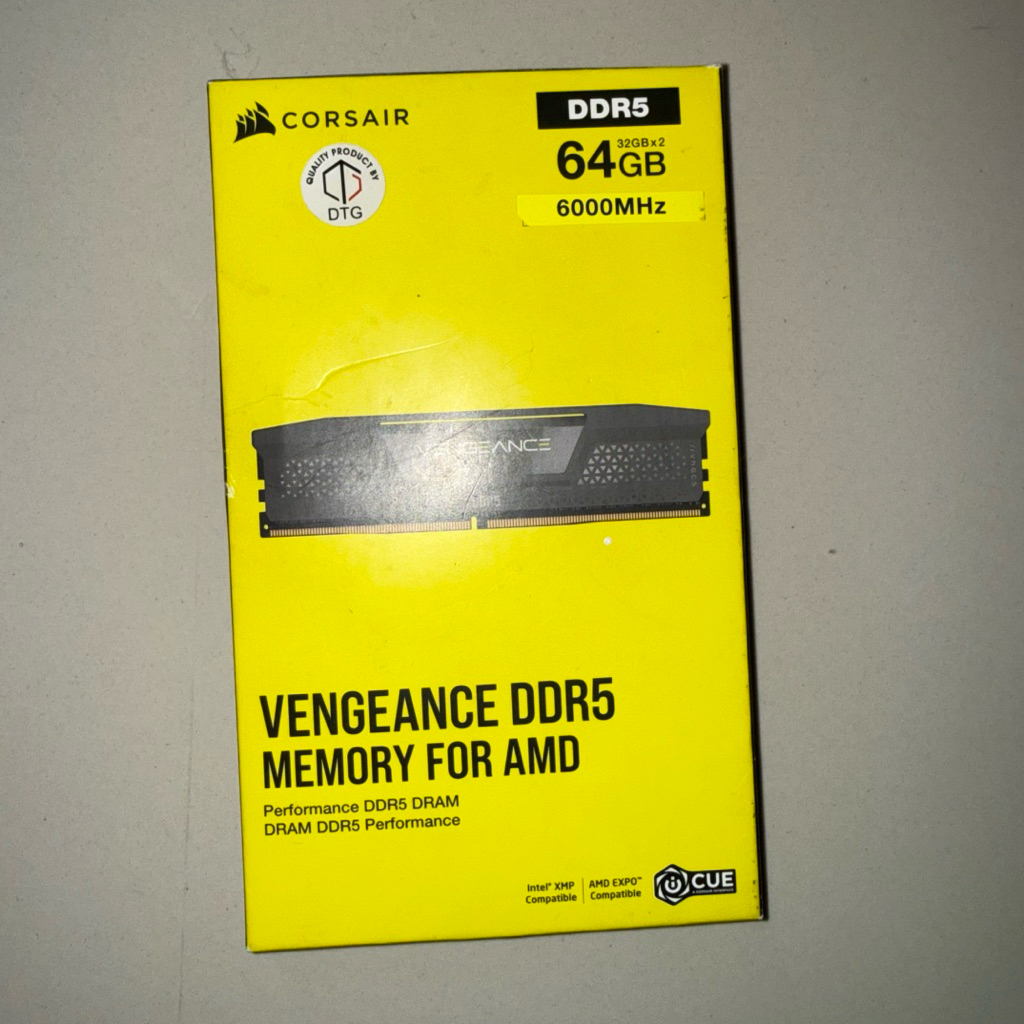 CORSAIR
QUALITY PRODUCT BY
DTG
DDR5
32GBx2
64GB
6000MHz
GEANCE
VENGEANCE DDR5
MEMORY FOR AMD
Performance DDR5 DRAM
DRAM DDR5 Performance
Intel® XMP
Compatible
AMD EXPO™
Compatible
iCUE